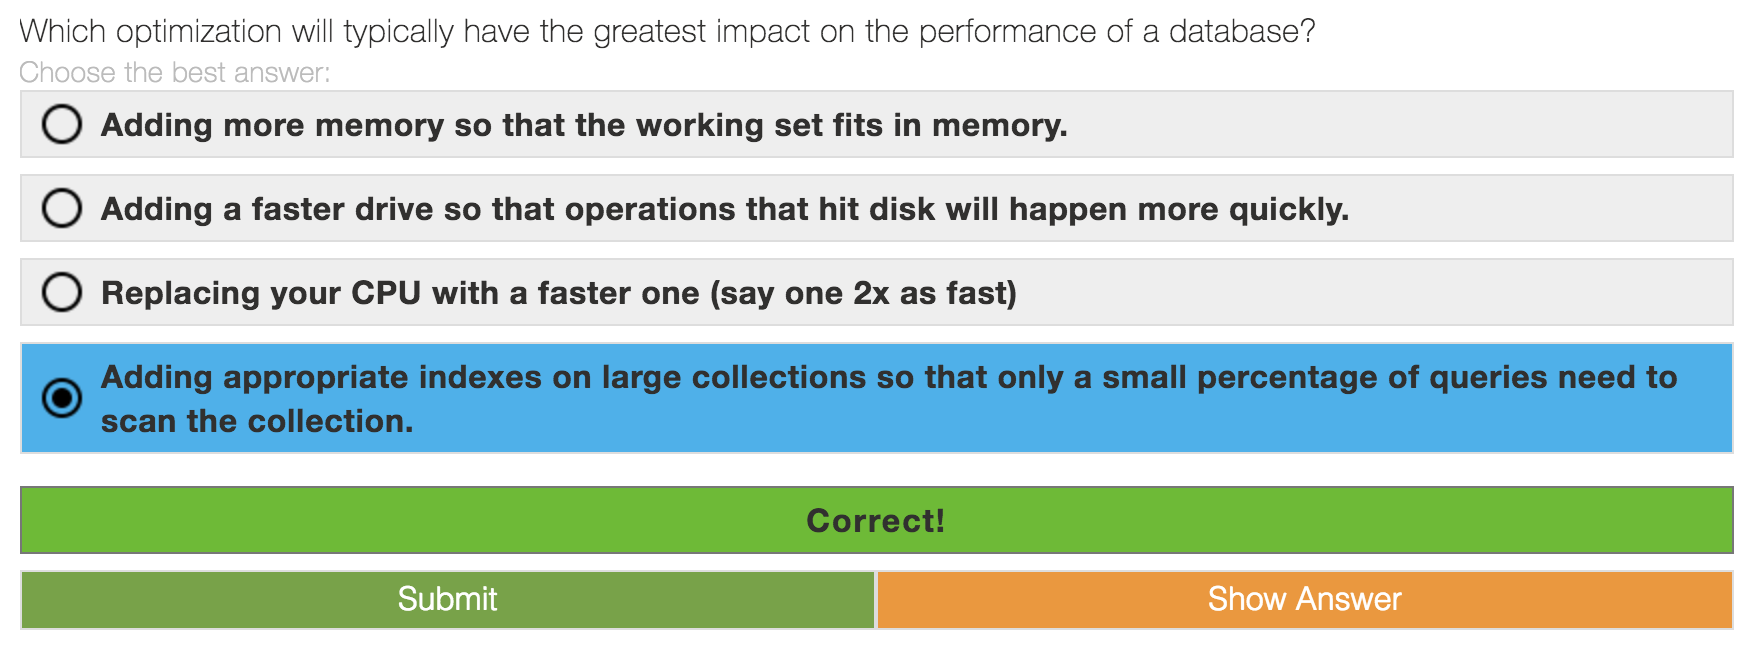 Which optimization will typically have the greatest impact on the performance of a database?
Choose the best answer:
Adding more memory so that the working set fits in memory.
Adding a faster drive so that operations that hit disk will happen more quickly.
Replacing your CPU with a faster one (say one 2x as fast)
Adding appropriate indexes on large collections so that only a small percentage of queries need to
scan the collection.
Correct!
Submit
Show Answer